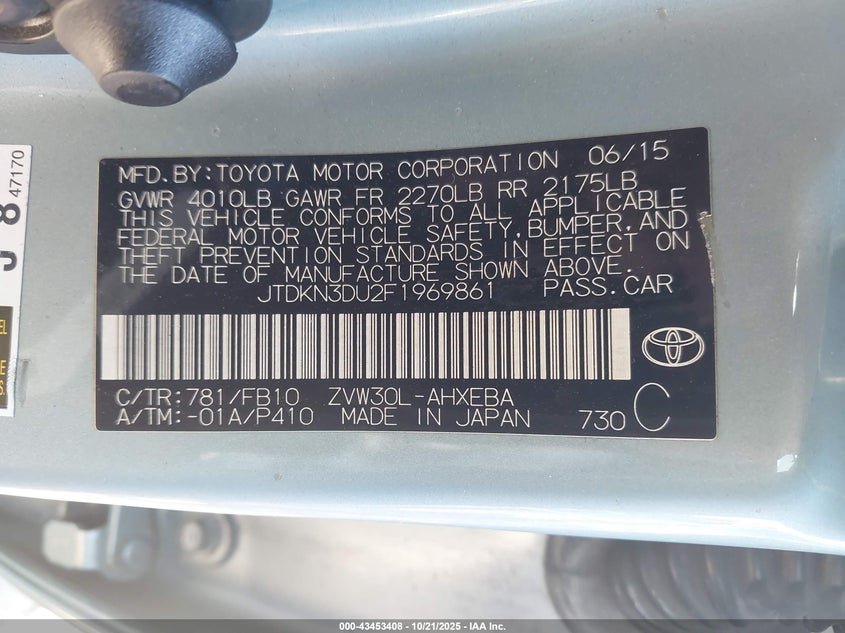 MFD. BY: TOYOTA MOTOR CORPORATION 06/15
GVWR 4010LB GAWR FR 2270LB RR 2175LB
THIS VEHICLE CONFORMS TO ALL APPLICABLE
FEDERAL MOTOR VEHICLE SAFETY, BUMPER, AND
THEFT PREVENTION STANDARDS IN EFFECT ON
THE DATE OF MANUFACTURE SHOWN ABOVE.
JTDKN3DU2F1969861 PASS. CAR
C/TR: 781/FB10 ZVW30L-AHXEBA
A/TM: -01A/P410 MADE IN JAPAN 730 C
8 47170
000-43453408 - 10/21/2025 - IAA Inc.